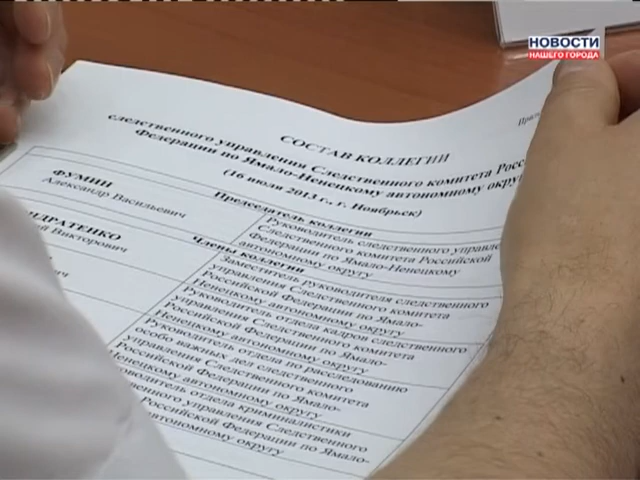 НОВОСТИ
НАШЕГО ГОРОДА
СОСТАВ КОЛЛЕГИИ
следственного управления Следственного комитета
Федерации по Ямало-Ненецкому автономному округу
(16 июля 2013 г., г. Ноябрьск)
Председатель коллегии
ФУМИН
Александр Васильевич
Руководитель следственного
Следственного комитета Российской
Федерации по Ямало-Ненецкому
автономному округу
Члены коллегии
Викторович
Заместитель руководителя следственного
управления Следственного комитета
Российской Федерации по Ямало-
Ненецкому автономному округу
Руководитель отдела кадров следственного
управления Следственного комитета
Российской Федерации по Ямало-
Ненецкому автономному округу
Руководитель отдела по расследованию
особо важных дел следственного
управления Следственного комитета
Российской Федерации по Ямало-
Ненецкому автономному округу
отдела криминалистики
управления Следственного
Российской Федерации по Ямало-
автономному округу